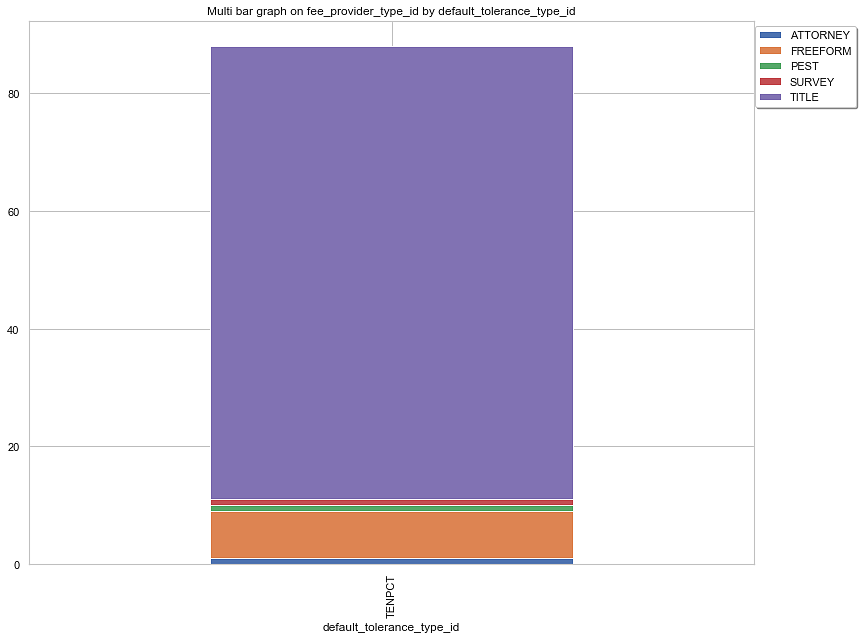 Multi bar graph on fee_provider_type_id by default_tolerance_type_id
ATTORNEY
FREEFORM
PEST
SURVEY
TITLE
80
60
40
20
0
TENPCT
default_tolerance_type_id